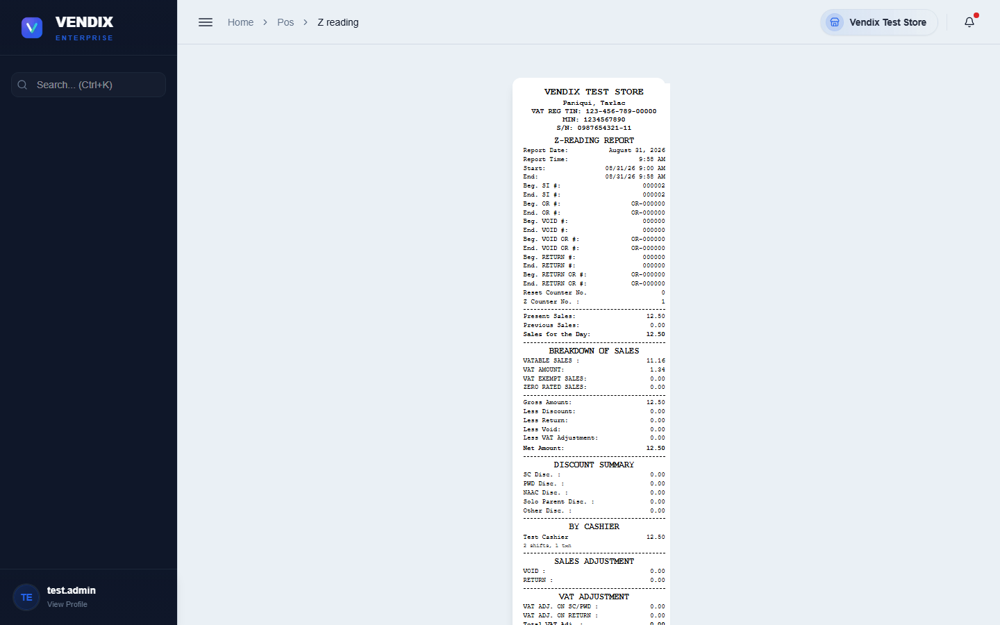 VENDIX
ENTERPRISE
Search... (Ctrl+K)
test.admin
View Profile
TE
Home > Pos > Z reading
Vendix Test Store
VENDIX TEST STORE
Paniqui, Tarlac
VAT REG TIN: 123-456-789-00000
MIN: 1234567890
S/N: 0987654321-11
Z-READING REPORT
Report Date: August 31, 2026
Report Time: 9:58 AM
Start: 08/31/26 9:00 AM
End: 08/31/26 9:58 AM
Beg. SI #: 000002
End. SI #: 000002
Beg. OR #: OR-000000
End. OR #: OR-000000
Beg. VOID #: 000000
End. VOID #: 000000
Beg. VOID OR #: OR-000000
End. VOID OR #: OR-000000
Beg. RETURN #: 000000
End. RETURN #: 000000
Beg. RETURN OR #: OR-000000
End. RETURN OR #: OR-000000
Reset Counter No. 0
Z Counter No. : 1
Present Sales: 12.50
Previous Sales: 0.00
Sales for the Day: 12.50
BREAKDOWN OF SALES
VATABLE SALES : 11.16
VAT AMOUNT: 1.34
VAT EXEMPT SALES: 0.00
ZERO RATED SALES: 0.00
Gross Amount: 12.50
Less Discount: 0.00
Less Return: 0.00
Less Void: 0.00
Less VAT Adjustment: 0.00
Net Amount: 12.50
DISCOUNT SUMMARY
SC Disc. : 0.00
PWD Disc. : 0.00
NAAC Disc. : 0.00
Solo Parent Disc. : 0.00
Other Disc. : 0.00
BY CASHIER
Test Cashier 12.50
2 shifts, 1 txn
SALES ADJUSTMENT
VOID : 0.00
RETURN : 0.00
VAT ADJUSTMENT
VAT ADJ. ON SC/PWD : 0.00
VAT ADJ. ON RETURN : 0.00
Total VAT Adj. : 0.00